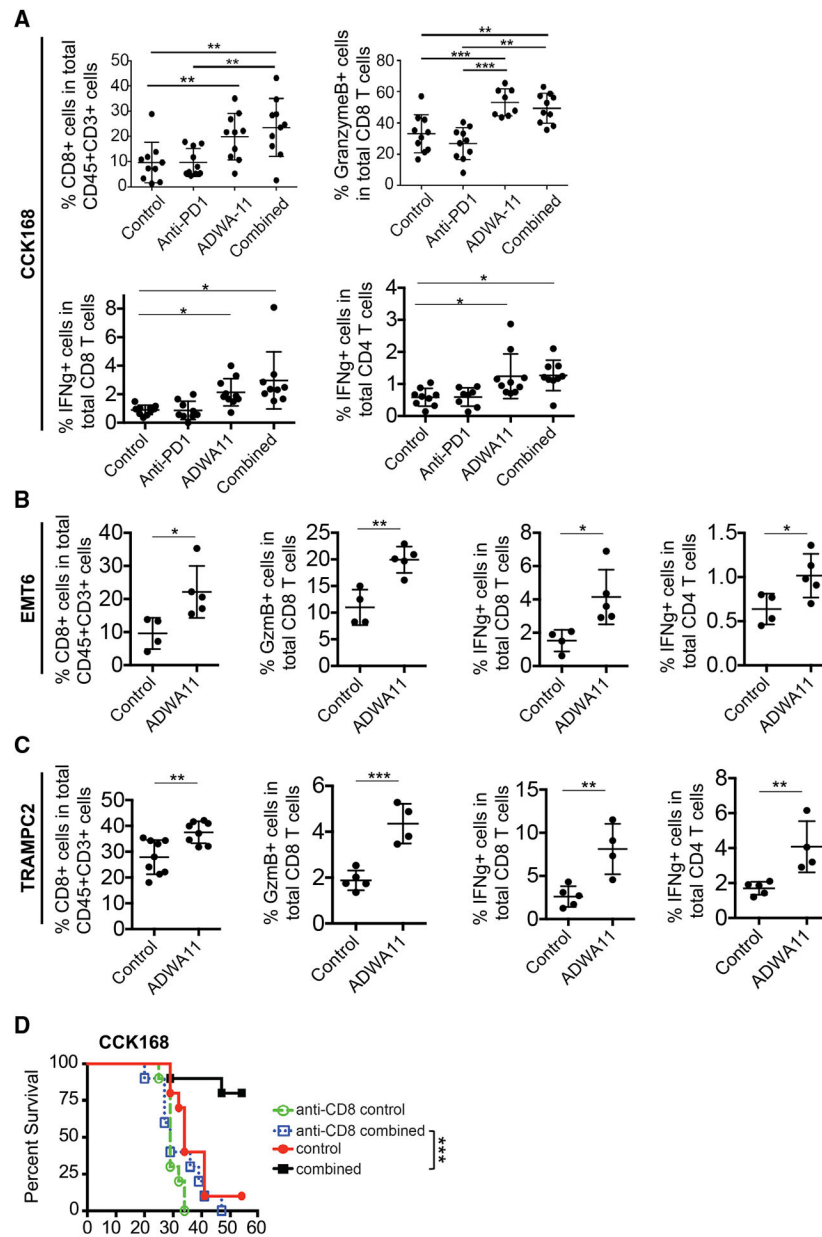 A
CCK168
% CD8+ cells in total
CD45+CD3+ cells
50
40
30
20
10
0
**
**
**
Control
Anti-PD1
ADWA-11
Combined
% GranzymeB+ cells
in total CD8 T cells
100
80
60
40
20
0
**
**
***
***
Control
Anti-PD1
ADWA-11
Combined
% IFNg+ cells in
total CD8 T cells
8
6
4
2
0
*
*
Control
Anti-PD1
ADWA11
Combined
% IFNg+ cells in
total CD4 T cells
4
3
2
1
0
*
*
Control
Anti-PD1
ADWA11
Combined
B
EMT6
% CD8+ cells in total
CD45+CD3+ cells
40
30
20
10
0
*
Control
ADWA11
% GzmB+ cells in
total CD8 T cells
25
20
15
10
5
0
**
Control
ADWA11
% IFNg+ cells in
total CD8 T cells
8
6
4
2
0
*
Control
ADWA11
% IFNg+ cells in
total CD4 T cells
1.5
1.0
0.5
0.0
*
Control
ADWA11
C
TRAMPC2
% CD8+ cells in total
CD45+CD3+ cells
50
40
30
20
10
0
**
Control
ADWA11
% GzmB+ cells in
total CD8 T cells
6
4
2
0
***
Control
ADWA11
% IFNg+ cells in
total CD8 T cells
15
10
5
0
**
Control
ADWA11
% IFNg+ cells in
total CD4 T cells
8
6
4
2
0
**
Control
ADWA11
D
CCK168
Percent Survival
100
75
50
25
0
0 10 20 30 40 50 60
anti-CD8 control
anti-CD8 combined
control
combined
***